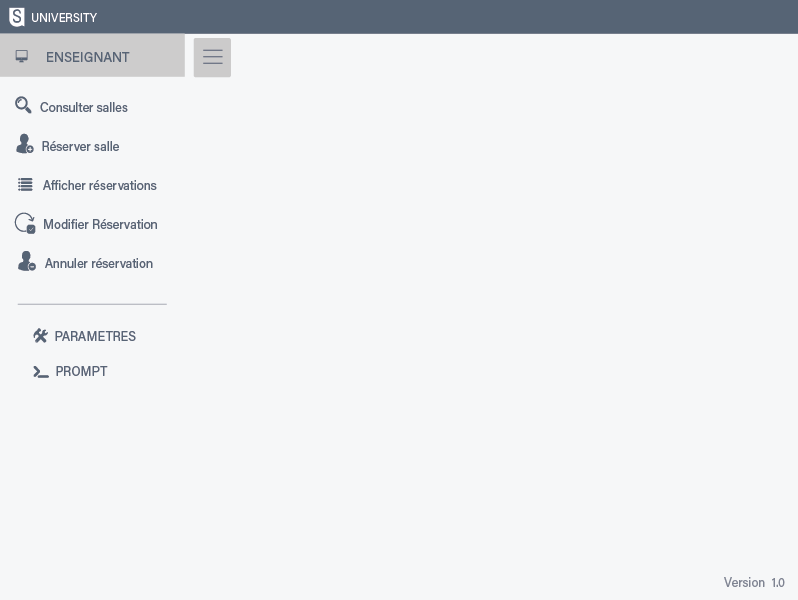 UNIVERSITY
ENSEIGNANT
Consulter salles
Réserver salle
Afficher réservations
Modifier Réservation
Annuler réservation
PARAMETRES
PROMPT
Version 1.0